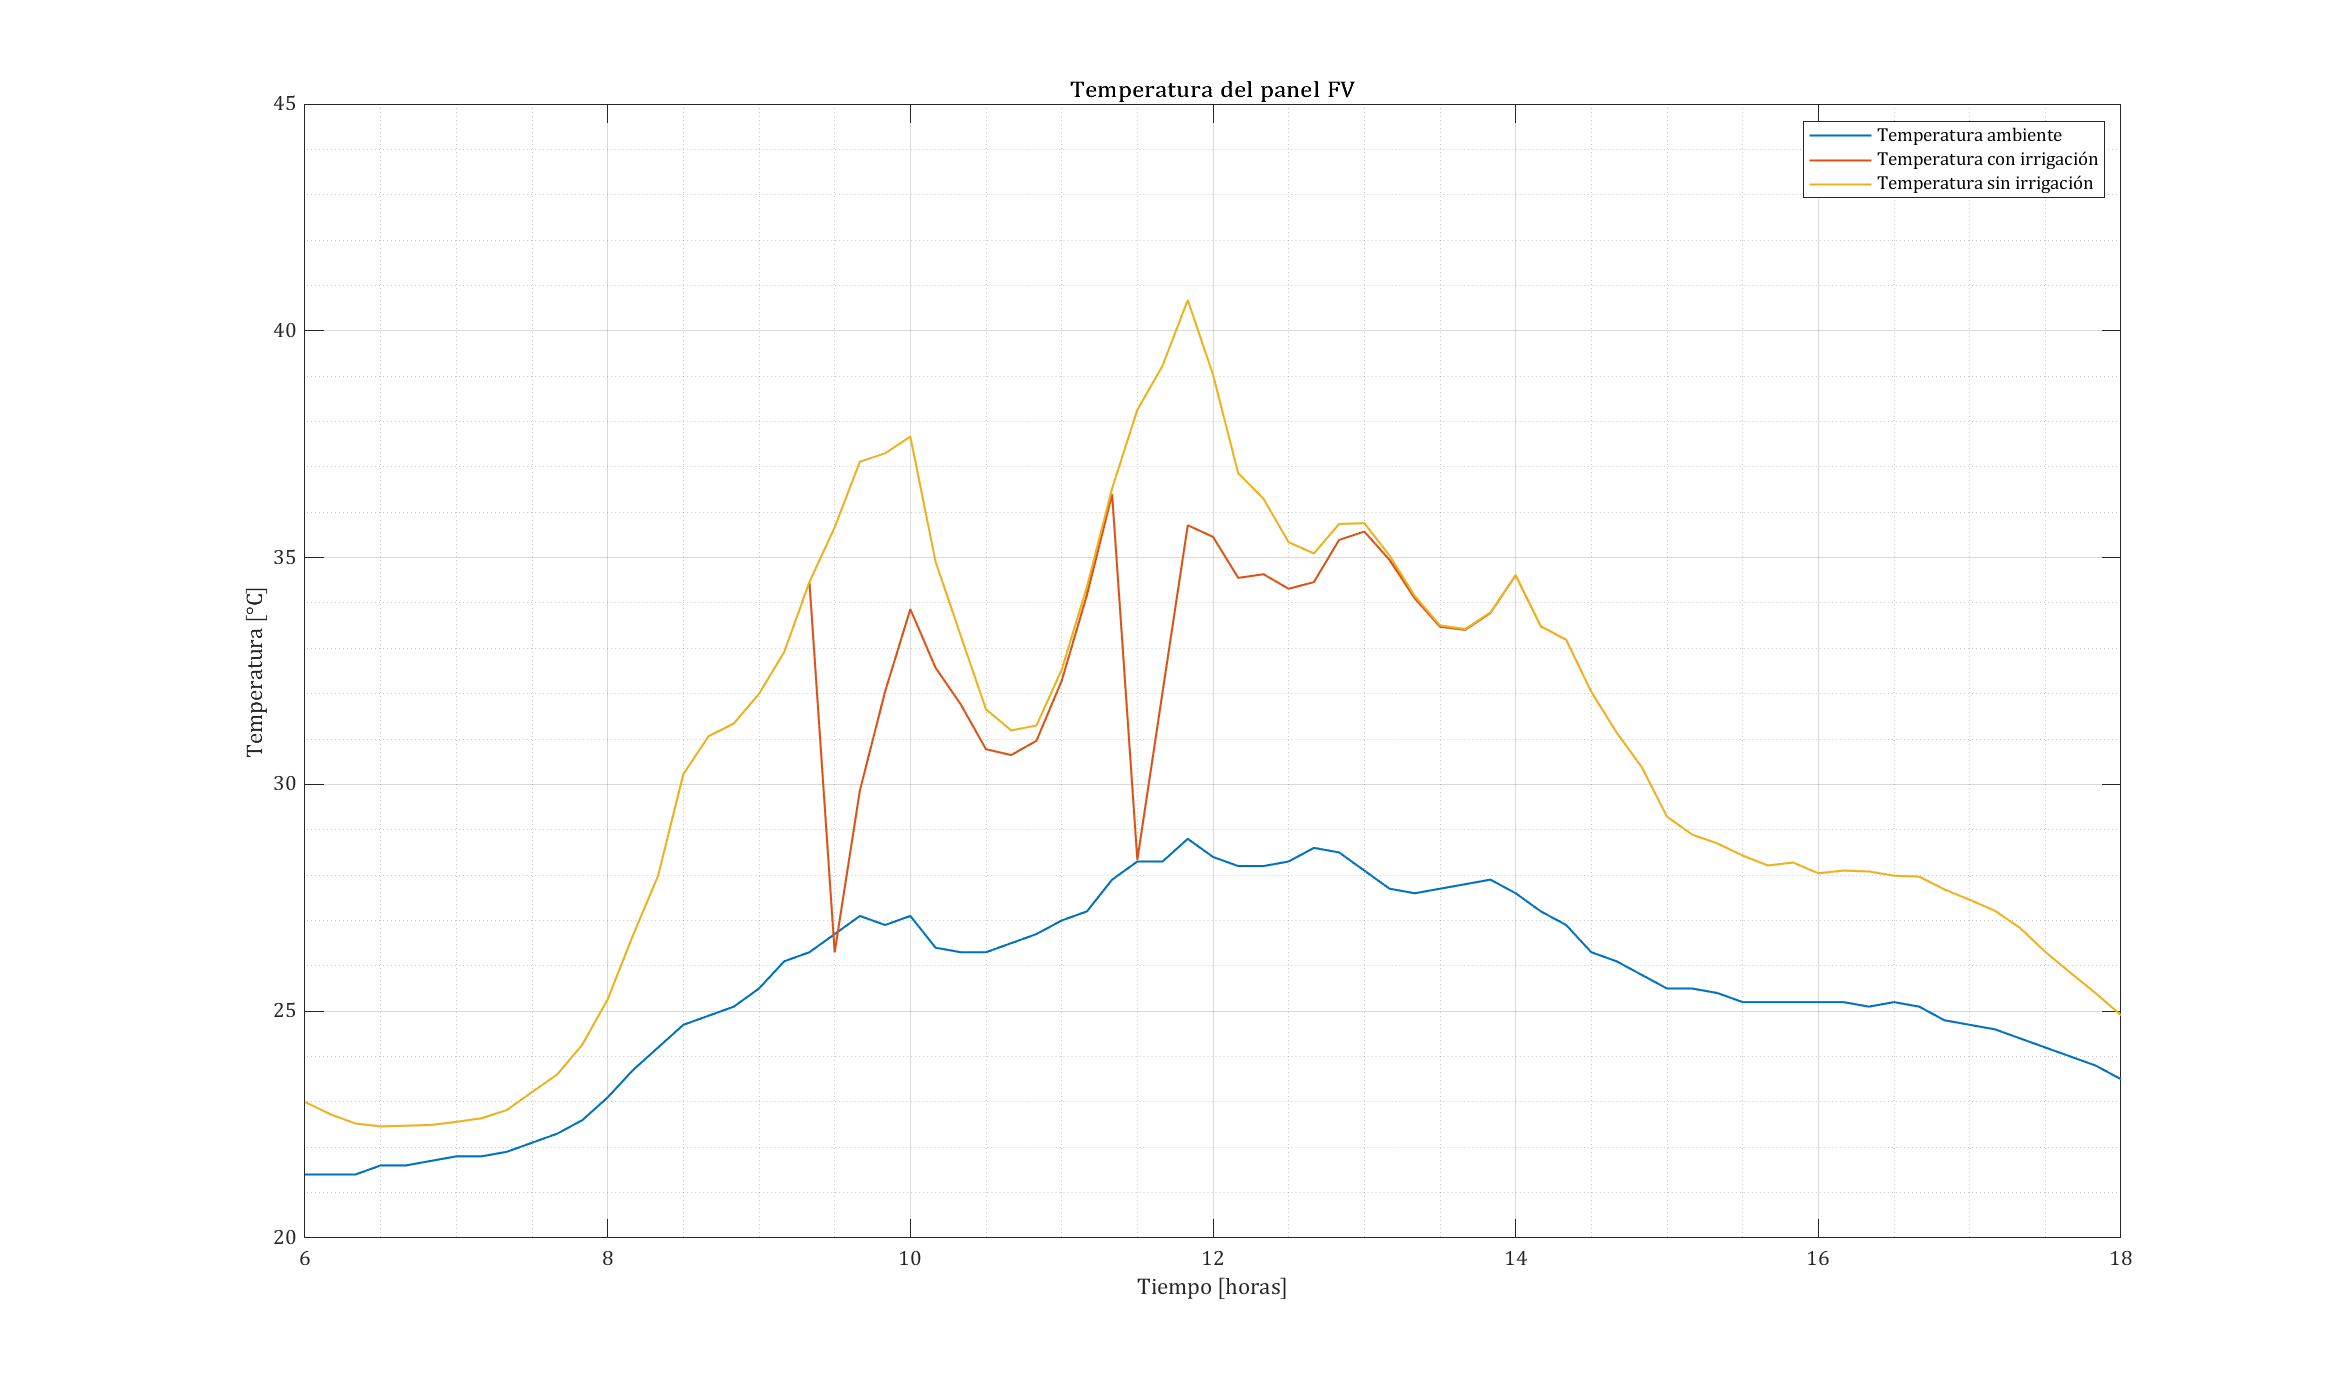 Temperatura del panel FV
45
40
35
30
25
20
Temperatura [°C]
Temperatura ambiente
Temperatura con irrigación
Temperatura sin irrigación
6 8 10 12 14 16 18
Tiempo [horas]